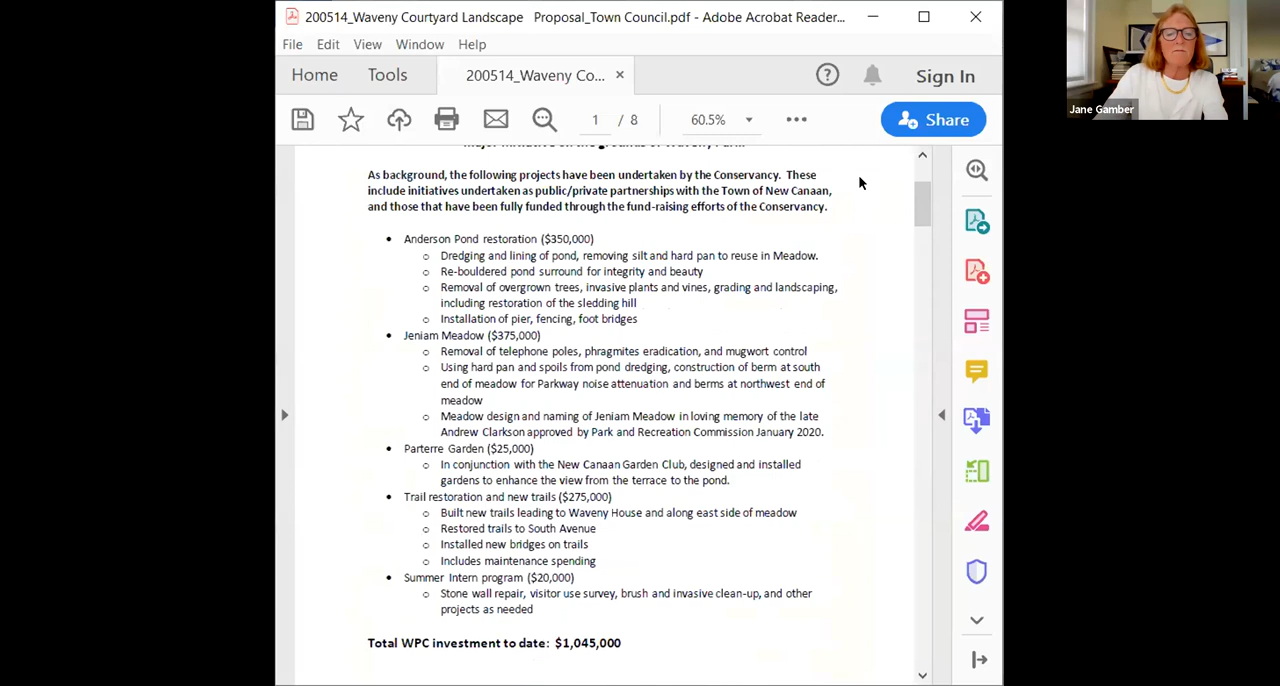 200514_Waveny Courtyard Landscape Proposal_Town Council.pdf - Adobe Acrobat Reader...
File Edit View Window Help
Home Tools 200514_Waveny Co... × Sign In
1 / 8 60.5% Share
Jane Gamber
As background, the following projects have been undertaken by the Conservancy. These
include initiatives undertaken as public/private partnerships with the Town of New Canaan,
and those that have been fully funded through the fund-raising efforts of the Conservancy.
• Anderson Pond restoration ($350,000)
o Dredging and lining of pond, removing silt and hard pan to reuse in Meadow.
o Re-bouldered pond surround for integrity and beauty
o Removal of overgrown trees, invasive plants and vines, grading and landscaping,
including restoration of the sledding hill
o Installation of pier, fencing, foot bridges
• Jeniam Meadow ($375,000)
o Removal of telephone poles, phragmites eradication, and mugwort control
o Using hard pan and spoils from pond dredging, construction of berm at south
end of meadow for Parkway noise attenuation and berms at northwest end of
meadow
o Meadow design and naming of Jeniam Meadow in loving memory of the late
Andrew Clarkson approved by Park and Recreation Commission January 2020.
• Parterre Garden ($25,000)
o In conjunction with the New Canaan Garden Club, designed and installed
gardens to enhance the view from the terrace to the pond.
• Trail restoration and new trails ($275,000)
o Built new trails leading to Waveny House and along east side of meadow
o Restored trails to South Avenue
o Installed new bridges on trails
o Includes maintenance spending
• Summer Intern program ($20,000)
o Stone wall repair, visitor use survey, brush and invasive clean-up, and other
projects as needed
Total WPC investment to date: $1,045,000